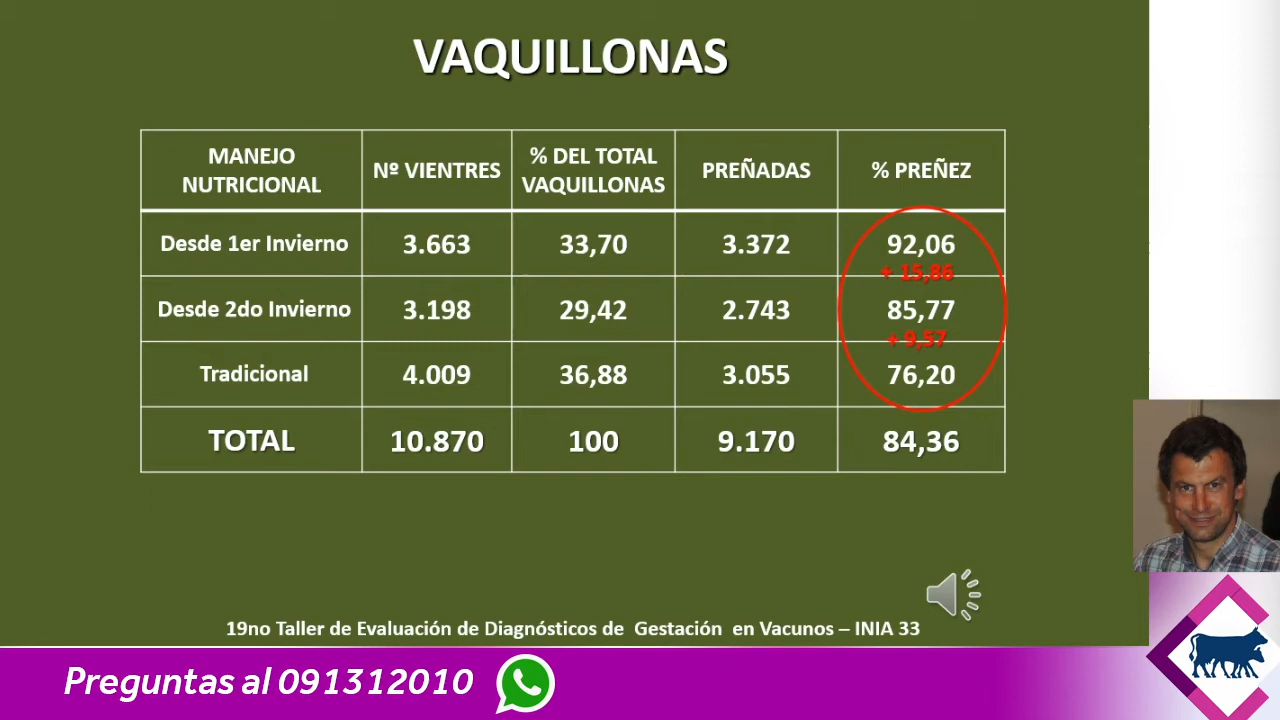 VAQUILLONAS
MANEJO NUTRICIONAL Nº VIENTRES % DEL TOTAL VAQUILLONAS PREÑADAS % PREÑEZ
Desde 1er Invierno 3.663 33,70 3.372 92,06
+ 15,86
Desde 2do Invierno 3.198 29,42 2.743 85,77
+ 9,57
Tradicional 4.009 36,88 3.055 76,20
TOTAL 10.870 100 9.170 84,36
19no Taller de Evaluación de Diagnósticos de Gestación en Vacunos – INIA 33
Preguntas al 091312010